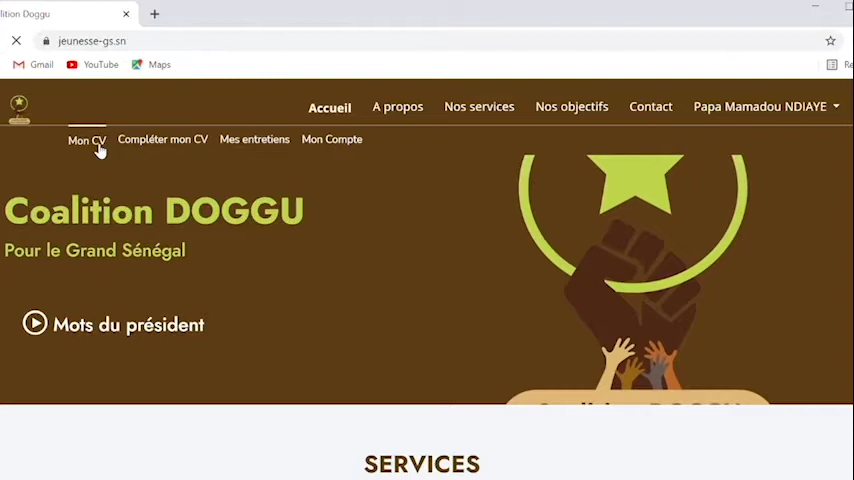 lition Doggu
jeunesse-gs.sn
Gmail YouTube Maps Re
Accueil A propos Nos services Nos objectifs Contact Papa Mamadou NDIAYE
Mon CV Compléter mon CV Mes entretiens Mon Compte
Coalition DOGGU
Pour le Grand Sénégal
Mots du président
SERVICES